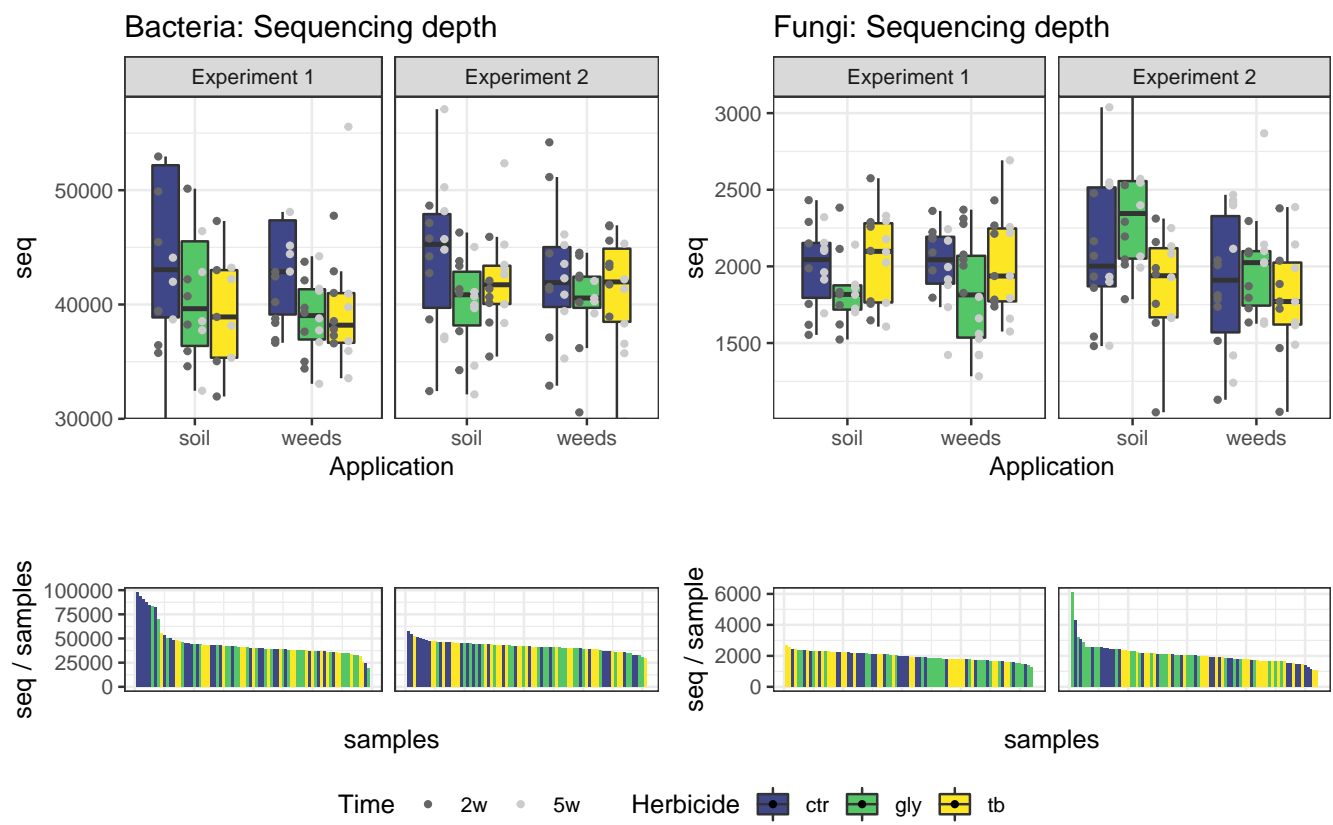 Bacteria: Sequencing depth
Fungi: Sequencing depth
Experiment 1
Experiment 2
Experiment 1
Experiment 2
seq
50000
40000
30000
soil
weeds
soil
weeds
Application
seq
3000
2500
2000
1500
soil
weeds
soil
weeds
Application
seq / samples
100000
75000
50000
25000
0
samples
seq / sample
6000
4000
2000
0
samples
Time 2w 5w Herbicide ctr gly tb